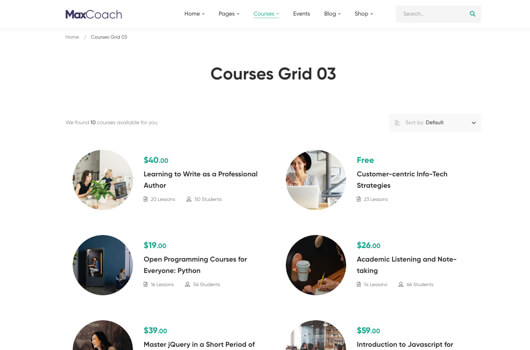 MaxCoach Home Pages Courses Events Blog Shop Search...
Home / Courses Grid 03
Courses Grid 03
We found 10 courses available for you
Sort by: Default
$40.00
Learning to Write as a Professional
Author
20 Lessons 50 Students
Free
Customer-centric Info-Tech
Strategies
23 Lessons
$19.00
Open Programming Courses for
Everyone: Python
16 Lessons 56 Students
$26.00
Academic Listening and Note-
taking
14 Lessons 66 Students
$39.00
Master jQuery in a Short Period of
$59.00
Introduction to Javascript for